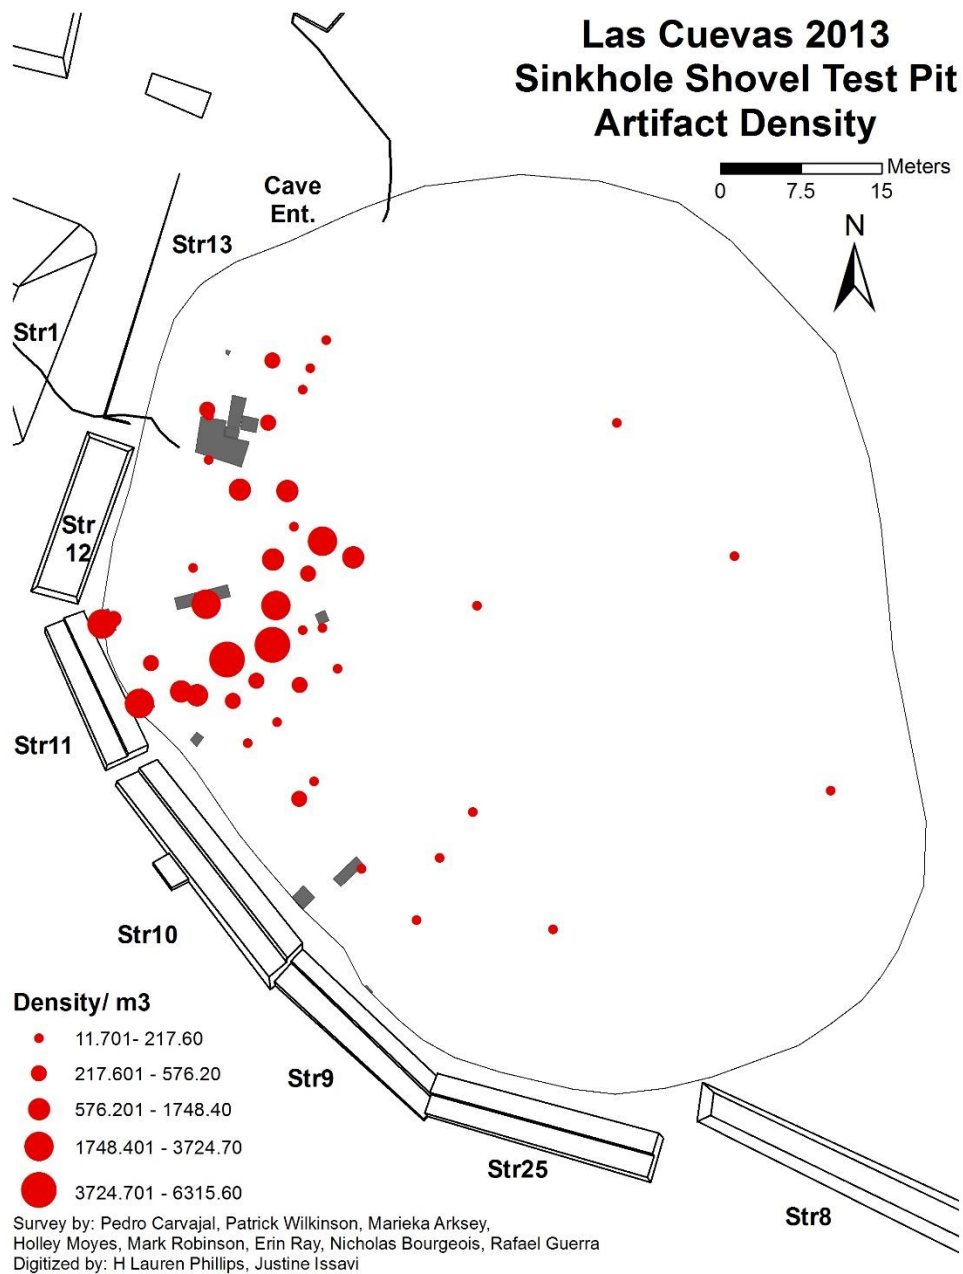 Las Cuevas 2013
Sinkhole Shovel Test Pit
Artifact Density
Meters
0 7.5 15
N
Cave
Ent.
Str13
Str1
Str
12
Str11
Str10
Str9
Str25
Str8
Density/ m3
11.701- 217.60
217.601 - 576.20
576.201 - 1748.40
1748.401 - 3724.70
3724.701 - 6315.60
Survey by: Pedro Carvajal, Patrick Wilkinson, Marieka Arksey,
Holley Moyes, Mark Robinson, Erin Ray, Nicholas Bourgeois, Rafael Guerra
Digitized by: H Lauren Phillips, Justine Issavi